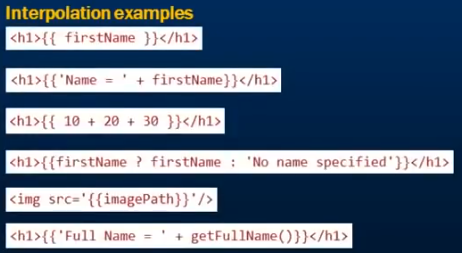 Interpolation examples
<h1>{{ firstName }}</h1>
<h1>{{'Name = ' + firstName}}</h1>
<h1>{{ 10 + 20 + 30 }}</h1>
<h1>{{firstName ? firstName : 'No name specified'}}</h1>
<img src='{{imagePath}}'/>
<h1>{{'Full Name = ' + getFullName()}}</h1>